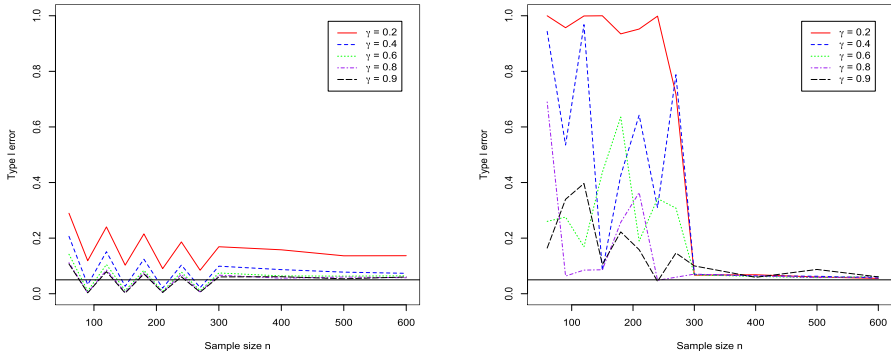 1.0
0.8
0.6
0.4
0.2
0.0
Type I error
γ = 0.2
γ = 0.4
γ = 0.6
γ = 0.8
γ = 0.9
100 200 300 400 500 600
Sample size n
1.0
0.8
0.6
0.4
0.2
0.0
Type I error
γ = 0.2
γ = 0.4
γ = 0.6
γ = 0.8
γ = 0.9
100 200 300 400 500 600
Sample size n